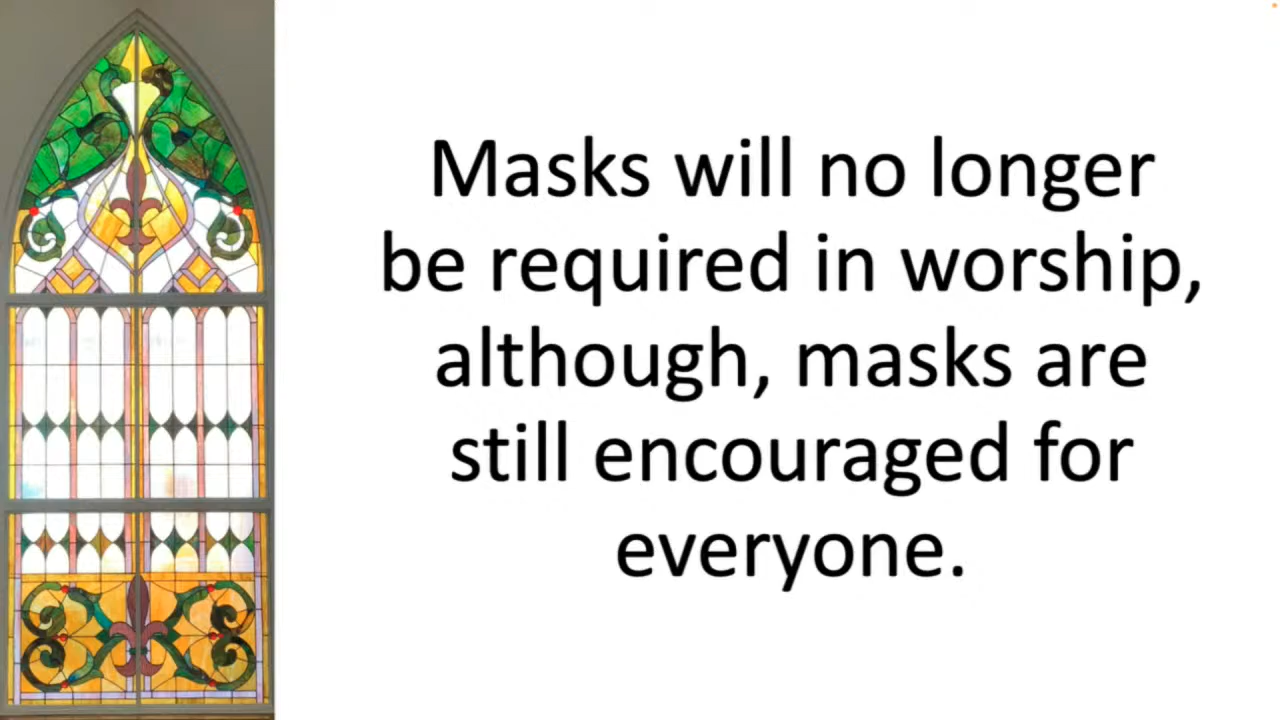 Masks will no longer
be required in worship,
although, masks are
still encouraged for
everyone.